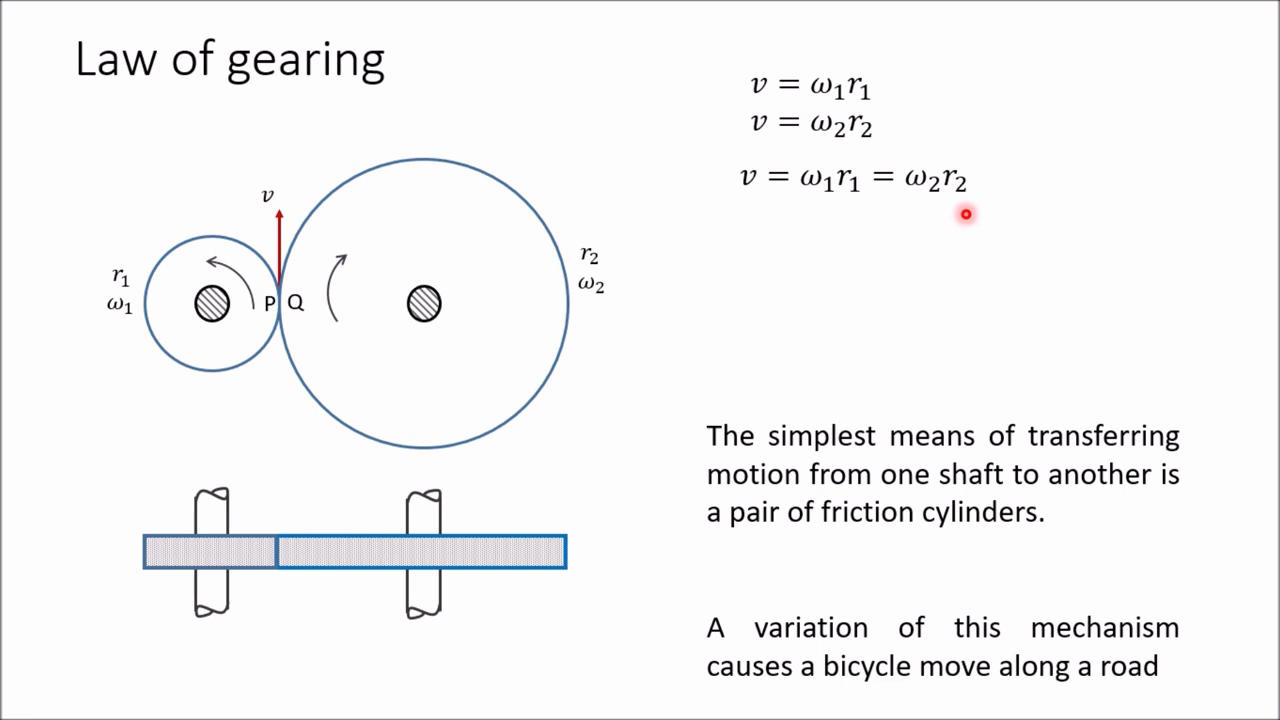 Law of gearing
𝑣 = 𝜔₁𝑟₁
𝑣 = 𝜔₂𝑟₂
𝑣 = 𝜔₁𝑟₁ = 𝜔₂𝑟₂
𝑣
𝑟₁
𝜔₁
P
Q
𝑟₂
𝜔₂
The simplest means of transferring
motion from one shaft to another is
a pair of friction cylinders.
A variation of this mechanism
causes a bicycle move along a road